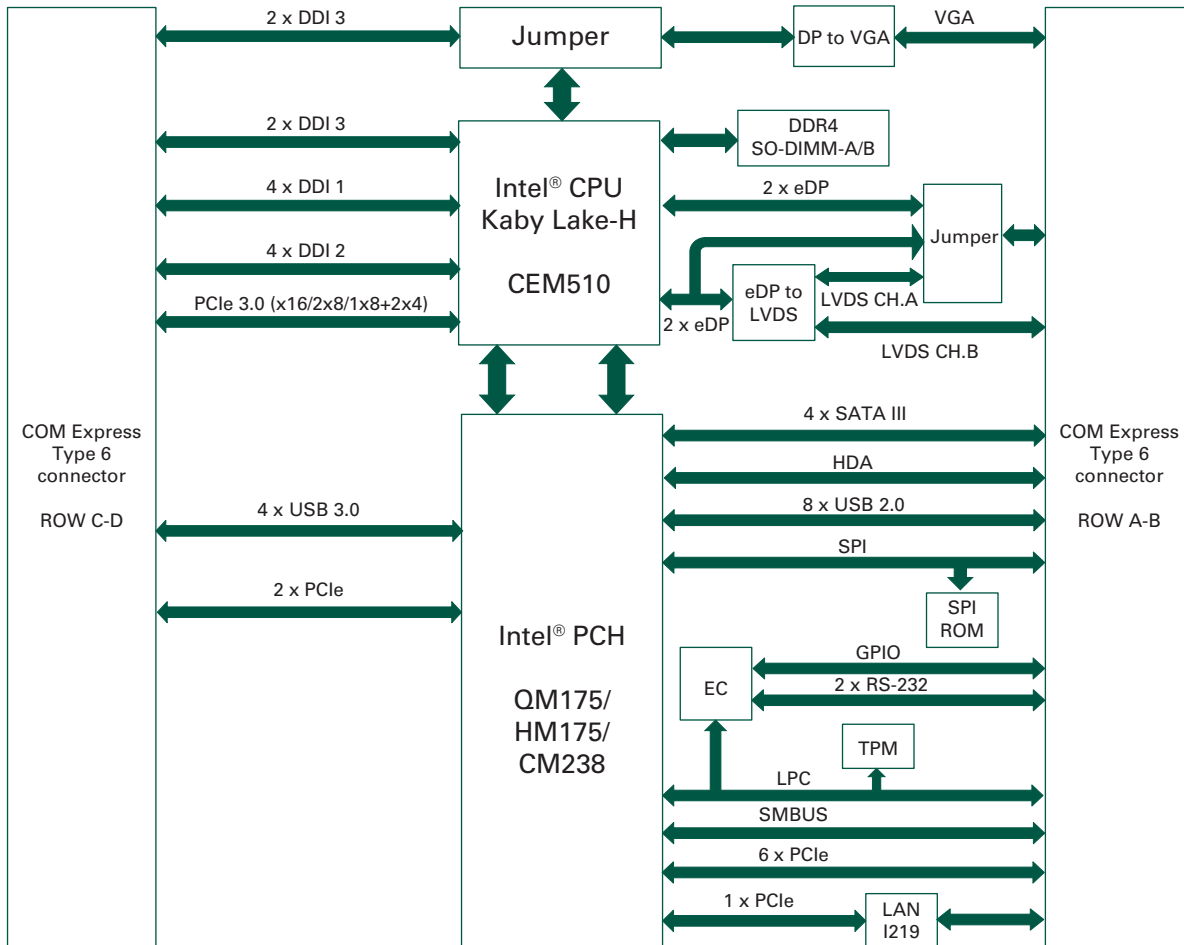 2 x DDI 3
Jumper
DP to VGA
VGA
2 x DDI 3
DDR4
SO-DIMM-A/B
4 x DDI 1
Intel® CPU
Kaby Lake-H
CEM510
2 x eDP
Jumper
4 x DDI 2
PCIe 3.0 (x16/2x8/1x8+2x4)
2 x eDP
eDP to
LVDS
LVDS CH.A
LVDS CH.B
COM Express
Type 6
connector
ROW C-D
4 x SATA III
HDA
8 x USB 2.0
SPI
SPI
ROM
COM Express
Type 6
connector
ROW A-B
4 x USB 3.0
2 x PCIe
Intel® PCH
QM175/
HM175/
CM238
EC
GPIO
2 x RS-232
TPM
LPC
SMBUS
6 x PCIe
1 x PCIe
LAN
I219